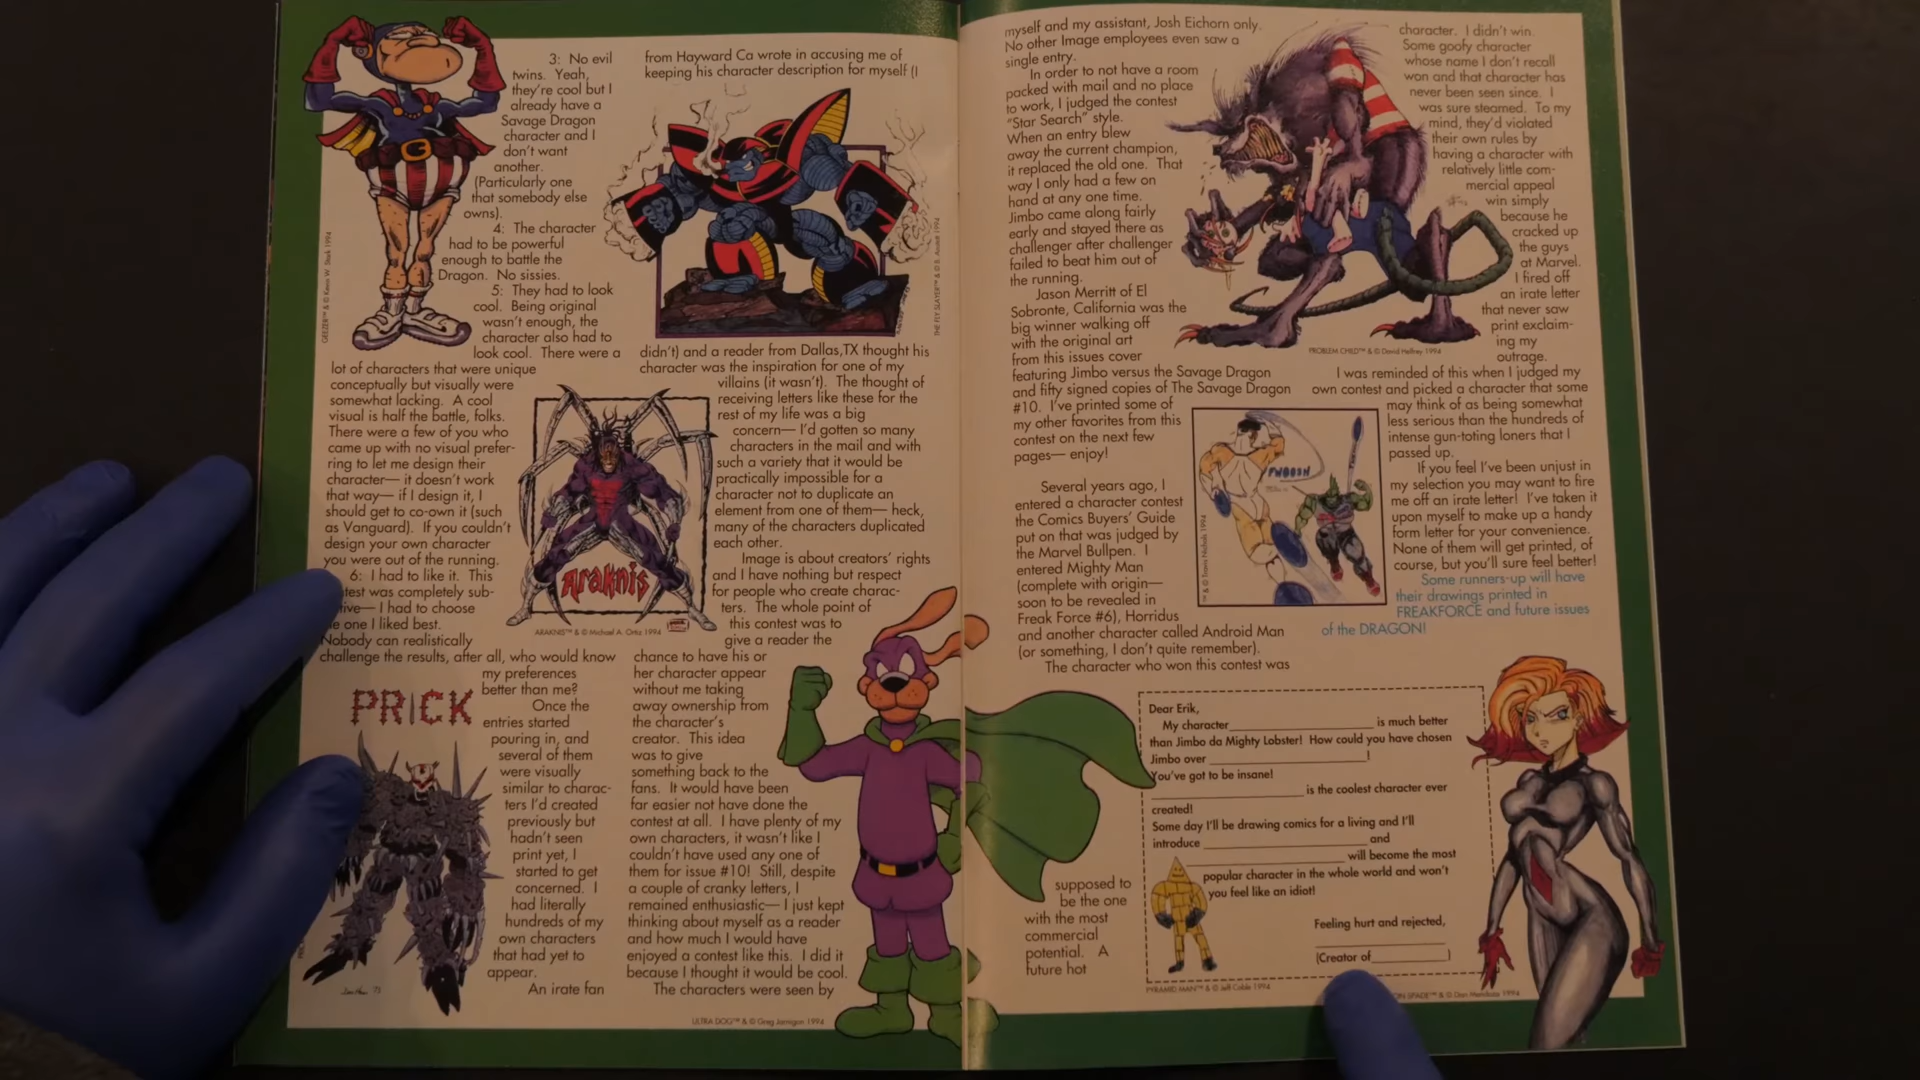 3: No evil
twins. Yeah,
they're cool but I
already have a
Savage Dragon
character and I
don't want
another.
(Particularly one
that somebody else
owns).
4: The character
had to be powerful
enough to battle the
Dragon. No sissies.
5: They had to look
cool. Being original
wasn't enough, the
character also had to
look cool. There were a
lot of characters that were unique
conceptually but visually were
somewhat lacking. A cool
visual is half the battle, folks.
There were a few of you who
came up with no visual prefer-
ring to let me design their
character— it doesn't work
that way— if I design it, I
should get to co-own it (such
as Vanguard). If you couldn't
design your own character
you were out of the running.
6: I had to like it. This
test was completely sub-
tive— I had to choose
e one I liked best.
Nobody can realistically
challenge the results, after all, who would know
my preferences
better than me?
Once the
entries started
pouring in, and
several of them
were visually
similar to charac-
ters I'd created
previously but
hadn't seen
print yet, I
started to get
concerned. I
had literally
hundreds of my
own characters
that had yet to
appear.
An irate fan
GEEZER™ & © Kevin W. Stark 1994
PRICK
from Hayward Ca wrote in accusing me of
keeping his character description for myself (I
THE FLY SLAYER™ & ©
didn't) and a reader from Dallas,TX thought his
character was the inspiration for one of my
villains (it wasn't). The thought of
receiving letters like these for the
rest of my life was a big
concern— I'd gotten so many
characters in the mail and with
such a variety that it would be
practically impossible for a
character not to duplicate an
element from one of them— heck,
many of the characters duplicated
each other.
Image is about creators' rights
and I have nothing but respect
for people who create charac-
ters. The whole point of
this contest was to
give a reader the
chance to have his or
her character appear
without me taking
away ownership from
the character's
creator. This idea
was to give
something back to the
fans. It would have been
far easier not have done the
contest at all. I have plenty of my
own characters, it wasn't like I
couldn't have used any one of
them for issue #10! Still, despite
a couple of cranky letters, I
remained enthusiastic— I just kept
thinking about myself as a reader
and how much I would have
enjoyed a contest like this. I did it
because I thought it would be cool.
The characters were seen by
Araknis
ARAKNIS™ & © Michael A. Ortiz 1994
ULTRA DOG™ & © Greg Jarnigan 1994
myself and my assistant, Josh Eichorn only.
No other Image employees even saw a
single entry.
In order to not have a room
packed with mail and no place
to work, I judged the contest
"Star Search" style.
When an entry blew
away the current champion,
it replaced the old one. That
way I only had a few on
hand at any one time.
Jimbo came along fairly
early and stayed there as
challenger after challenger
failed to beat him out of
the running.
Jason Merritt of El
Sobronte, California was the
big winner walking off
with the original art
from this issues cover
featuring Jimbo versus the Savage Dragon
and fifty signed copies of The Savage Dragon
#10. I've printed some of
my other favorites from this
contest on the next few
pages— enjoy!
Several years ago, I
entered a character contest
the Comics Buyers' Guide
put on that was judged by
the Marvel Bullpen. I
entered Mighty Man
(complete with origin—
soon to be revealed in
Freak Force #6), Horridus
and another character called Android Man
(or something, I don't quite remember).
The character who won this contest was
supposed to
be the one
with the most
commercial
potential. A
future hot
PROBLEM CHILD™ & © David Helfrey 1994
FWOOSH
™ & © Travis Nichols 1994
character. I didn't win.
Some goofy character
whose name I don't recall
won and that character has
never been seen since. I
was sure steamed. To my
mind, they'd violated
their own rules by
having a character with
relatively little com-
mercial appeal
win simply
because he
cracked up
the guys
at Marvel.
I fired off
an irate letter
that never saw
print exclaim-
ing my
outrage.
I was reminded of this when I judged my
own contest and picked a character that some
may think of as being somewhat
less serious than the hundreds of
intense gun-toting loners that I
passed up.
If you feel I've been unjust in
my selection you may want to fire
me off an irate letter! I've taken it
upon myself to make up a handy
form letter for your convenience.
None of them will get printed, of
course, but you'll sure feel better!
Some runners-up will have
their drawings printed in
FREAKFORCE and future issues
of the DRAGON!
Dear Erik,
My character ____ is much better
than Jimbo da Mighty Lobster! How could you have chosen
Jimbo over ____!
You've got to be insane!
____ is the coolest character ever
created!
Some day I'll be drawing comics for a living and I'll
introduce ____ and
____ will become the most
popular character in the whole world and won't
you feel like an idiot!
Feeling hurt and rejected,
____
(Creator of____)
PYRAMID MAN™ & © Jeff Coble 1994